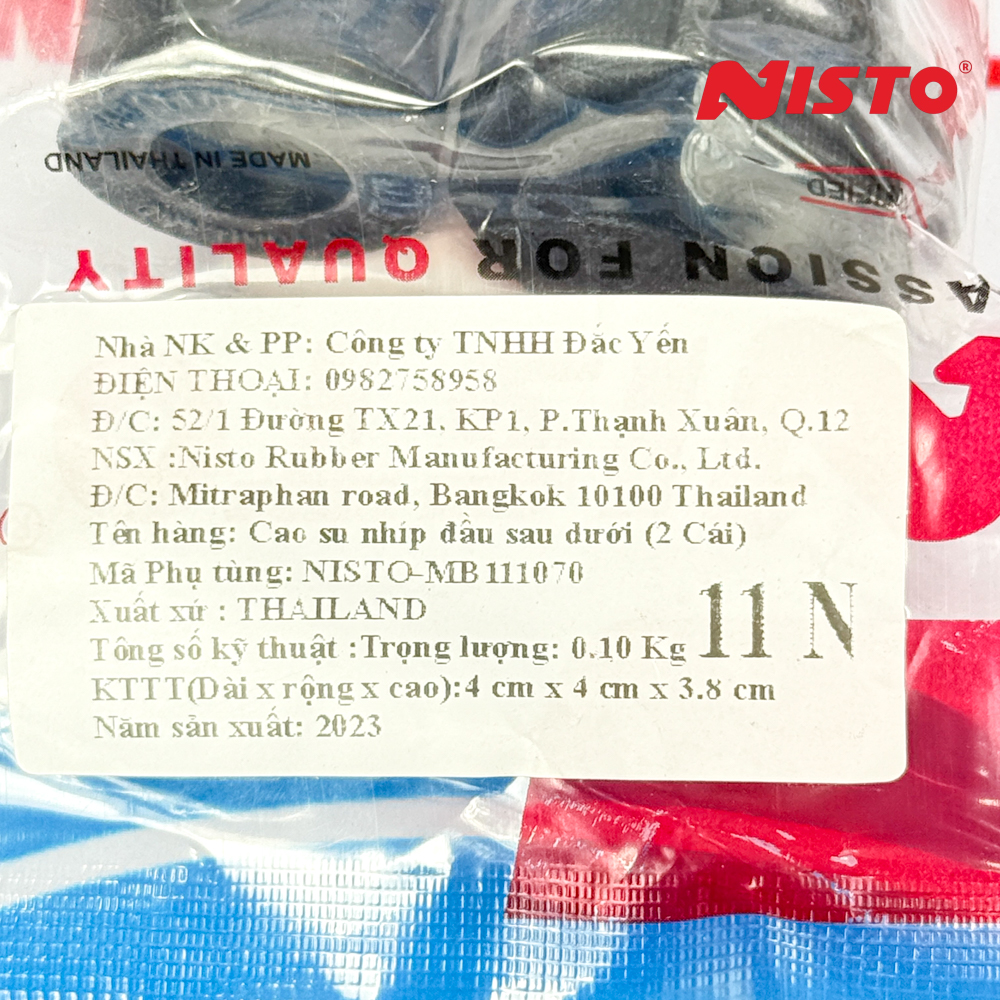 NISTO®
MADE IN THAILAND
ASSION FOR QUALITY
Nhà NK & PP: Công ty TNHH Đắc Yến
ĐIỆN THOẠI: 0982758958
Đ/C: 52/1 Đường TX21, KP1, P.Thạnh Xuân, Q.12
NSX :Nisto Rubber Manufacturing Co., Ltd.
Đ/C: Mitraphan road, Bangkok 10100 Thailand
Tên hàng: Cao su nhíp đầu sau dưới (2 Cái)
Mã Phụ tùng: NISTO-MB111070
Xuất xứ : THAILAND
11 N
Tông số kỹ thuật :Trọng lượng: 0.10 Kg
KTTT(Dài x rộng x cao):4 cm x 4 cm x 3.8 cm
Năm sản xuất: 2023